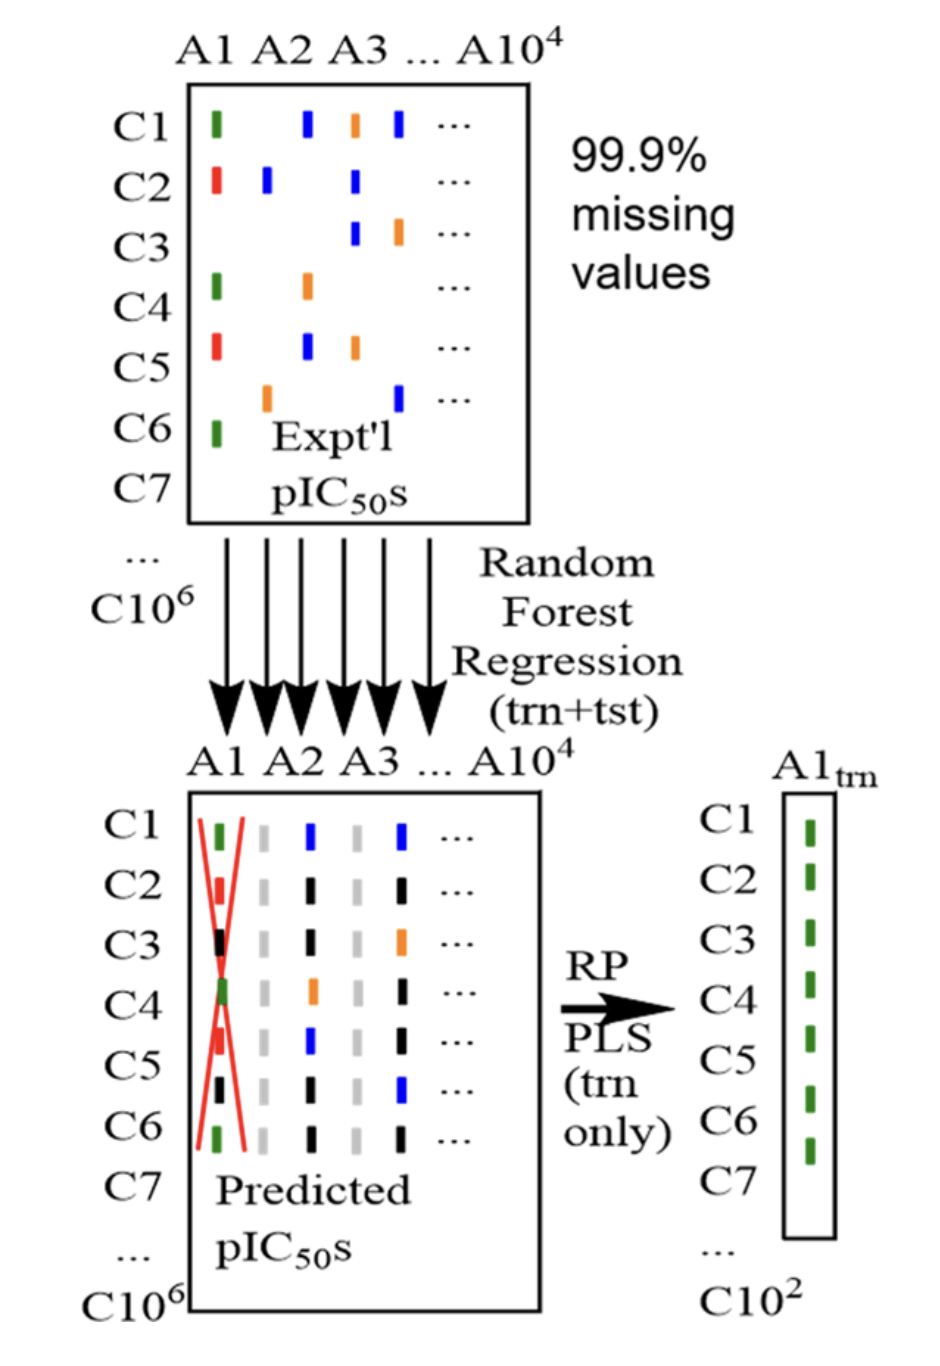 A1 A2 A3 ... A10⁴
C1
C2
C3
C4
C5
C6
C7
...
C10⁶
99.9%
missing
values
Expt'l
pIC₅₀s
Random
Forest
Regression
(trn+tst)
A1 A2 A3 ... A10⁴
C1
C2
C3
C4
C5
C6
C7
...
C10⁶
Predicted
pIC₅₀s
RP
PLS
(trn
only)
A1trn
C1
C2
C3
C4
C5
C6
C7
...
C10²